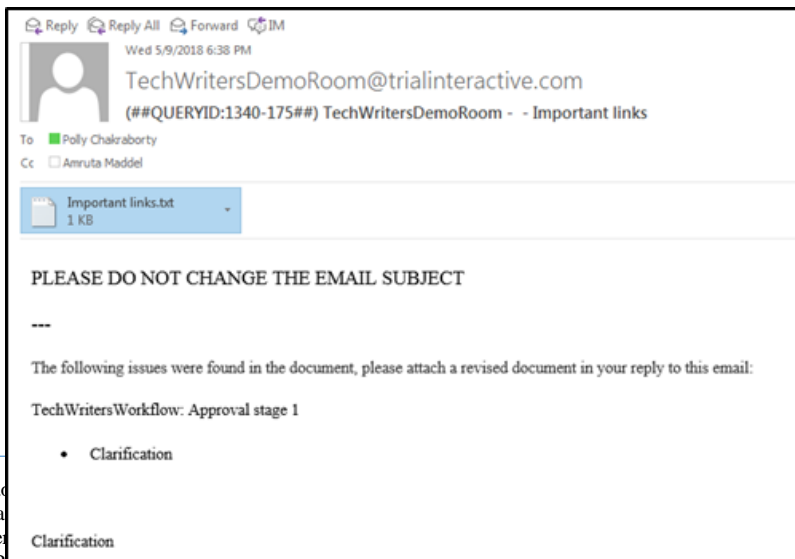 Reply Reply All Forward IM
Wed 5/9/2018 6:38 PM
TechWritersDemoRoom@trialinteractive.com
(##QUERYID:1340-175##) TechWritersDemoRoom - - Important links
To Polly Chakraborty
Cc Amruta Maddel
Important links.txt
1 KB
PLEASE DO NOT CHANGE THE EMAIL SUBJECT
---
The following issues were found in the document, please attach a revised document in your reply to this email:
TechWritersWorkflow: Approval stage 1
• Clarification
Clarification